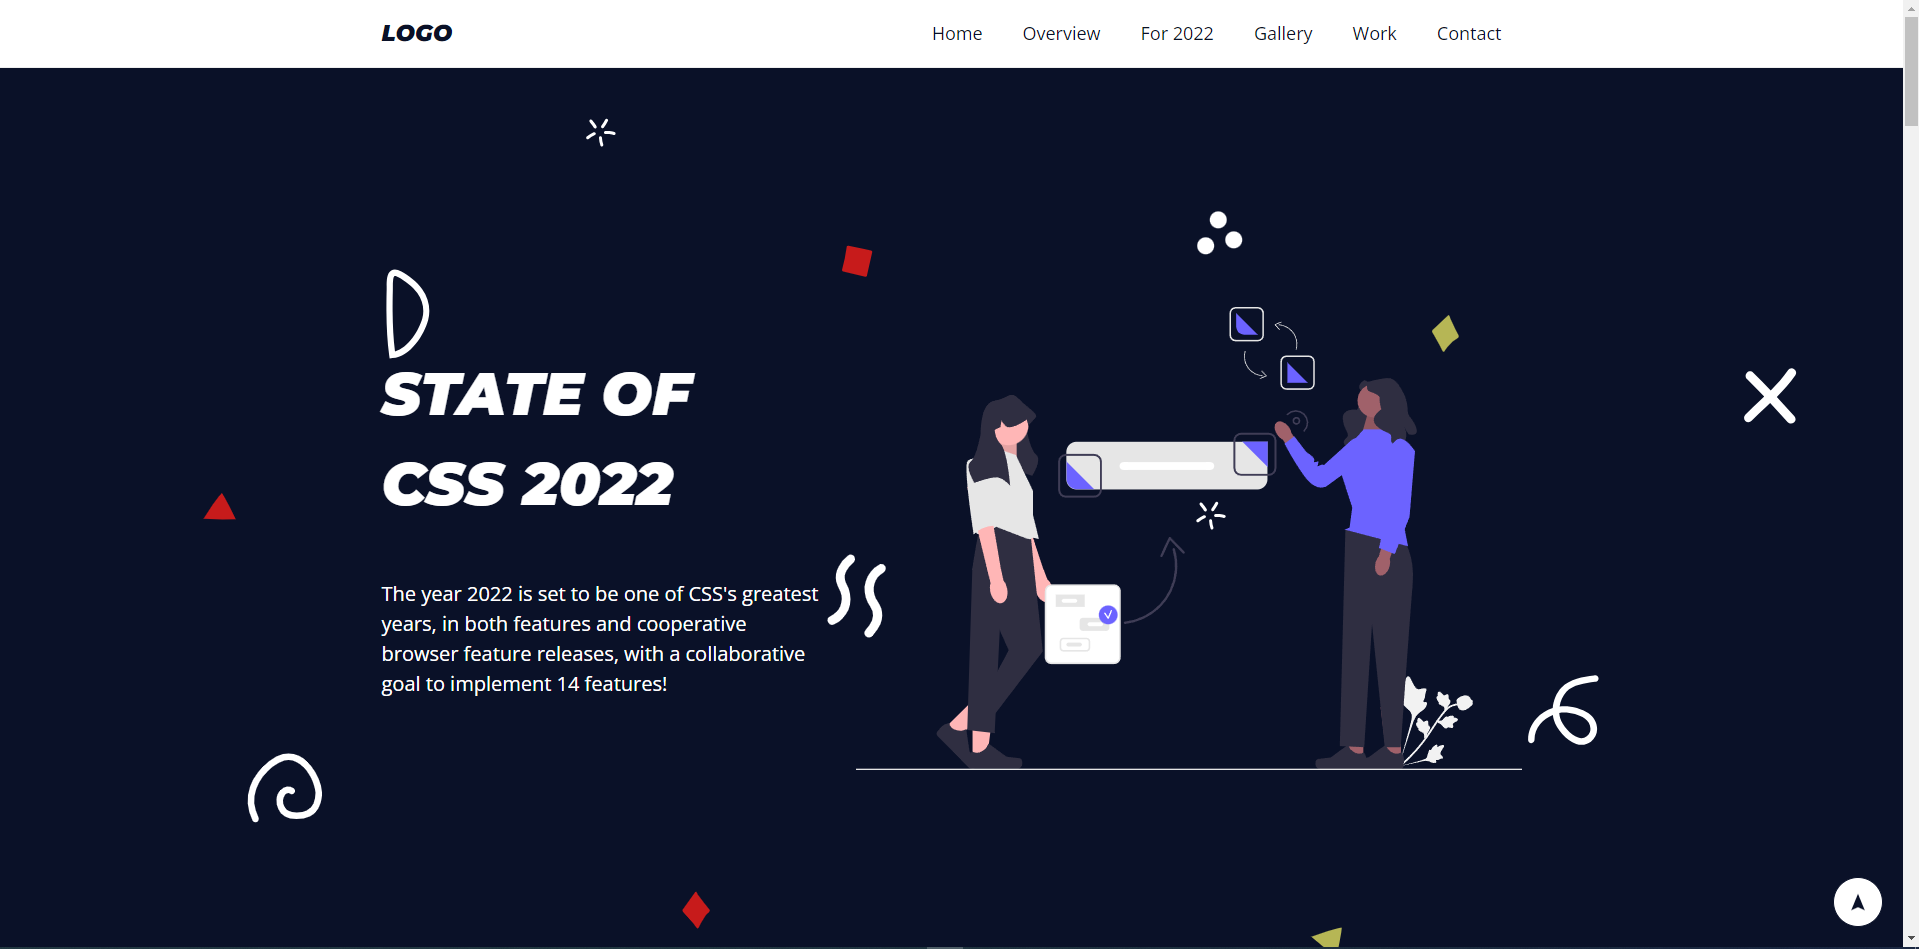 LOGO
Home Overview For 2022 Gallery Work Contact
STATE OF
CSS 2022
The year 2022 is set to be one of CSS's greatest
years, in both features and cooperative
browser feature releases, with a collaborative
goal to implement 14 features!